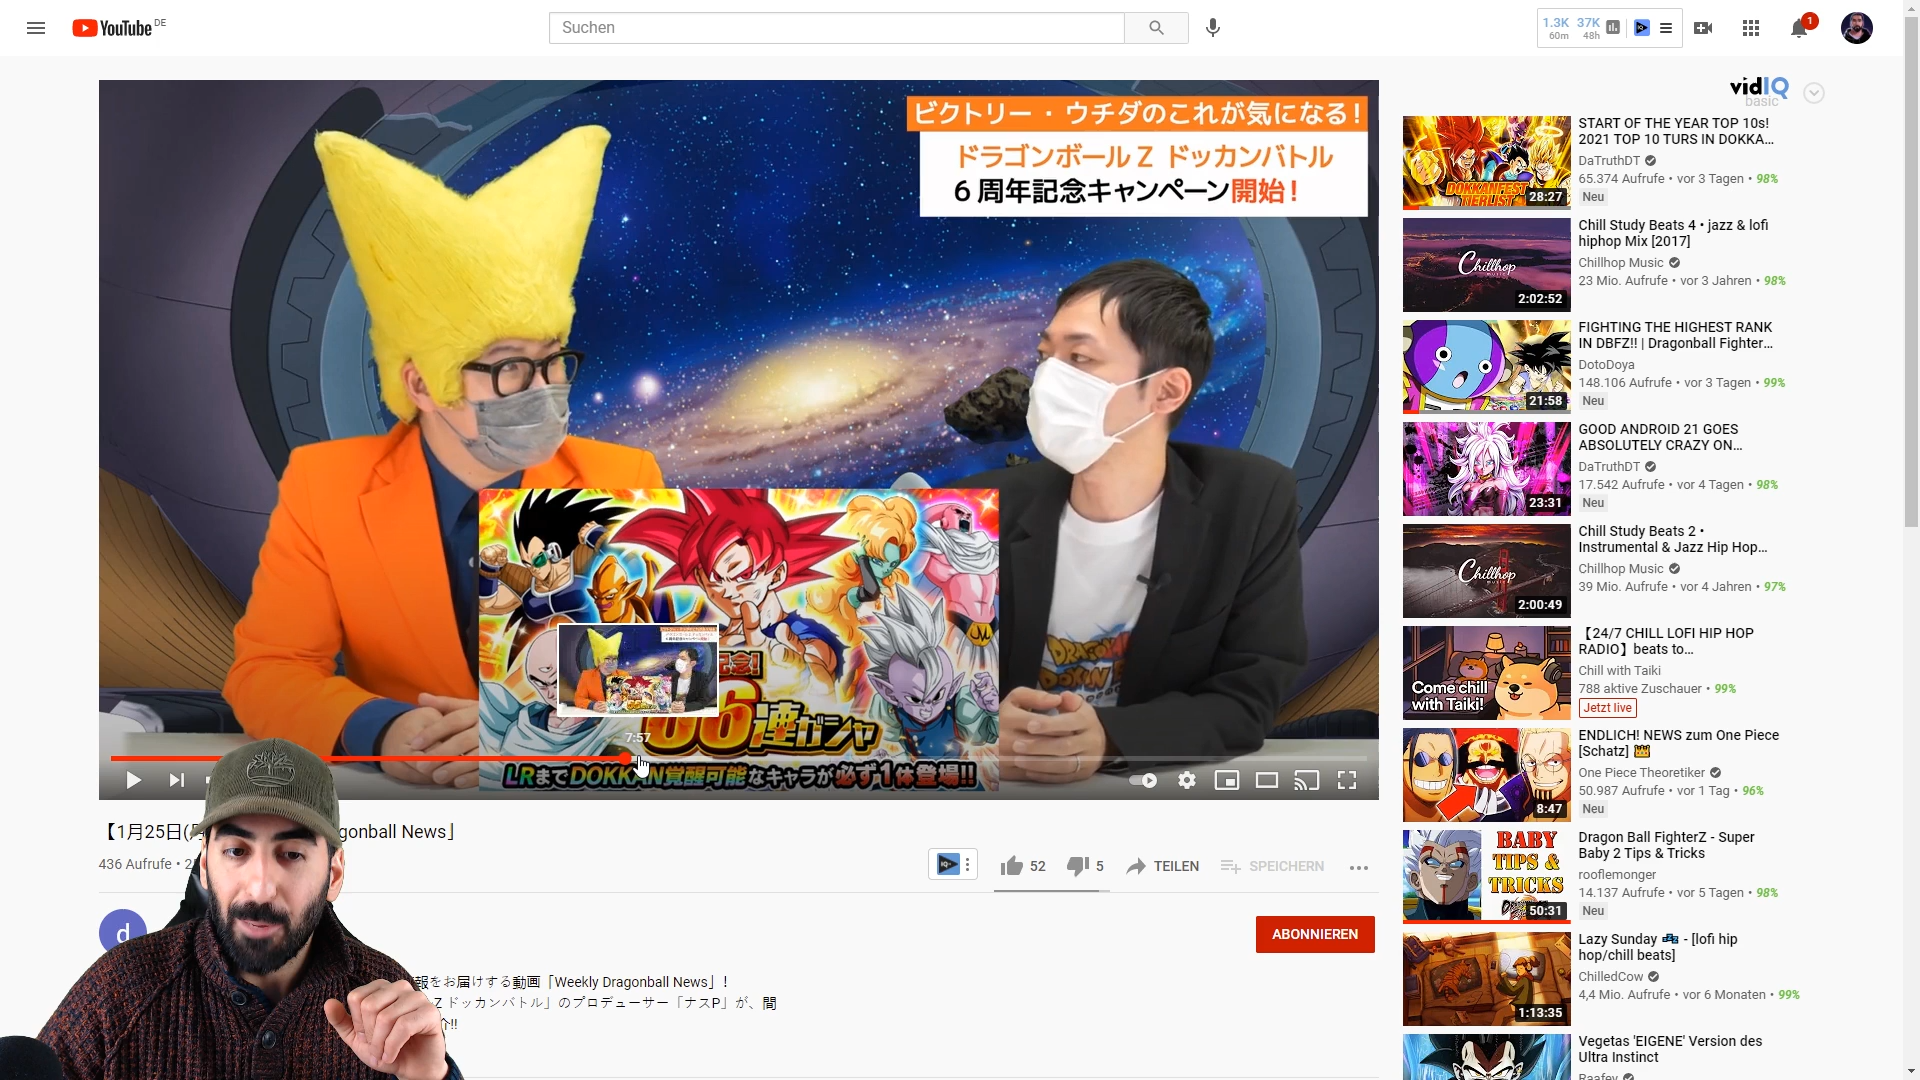 YouTube DE
Suchen
1.3K 37K
60m 48h
1
ビクトリー・ウチダのこれが気になる!
ドラゴンボールZ ドッカンバトル
6周年記念キャンペーン開始!
連ガシャ
LRまでDOKKAN覚醒可能なキャラが必ず1体登場!!
7:57
【1月25日(
gonball News」
436 Aufrufe •
52
5
TEILEN
SPEICHERN
d
ABONNIEREN
報をお届けする動画「Weekly Dragonball News」!
Z ドッカンバトル」のプロデューサー「ナスP」が、間
介!!
vidIQ
basic
START OF THE YEAR TOP 10s!
2021 TOP 10 TURS IN DOKKA...
DaTruthDT
65.374 Aufrufe • vor 3 Tagen • 98%
Neu
DOKKANFEST
TIERLIST
28:27
Chill Study Beats 4 • jazz & lofi
hiphop Mix [2017]
Chillhop Music
23 Mio. Aufrufe • vor 3 Jahren • 98%
Chillhop
MUSIC
2:02:52
FIGHTING THE HIGHEST RANK
IN DBFZ!! | Dragonball Fighter...
DotoDoya
148.106 Aufrufe • vor 3 Tagen • 99%
Neu
21:58
GOOD ANDROID 21 GOES
ABSOLUTELY CRAZY ON...
DaTruthDT
17.542 Aufrufe • vor 4 Tagen • 98%
Neu
23:31
Chill Study Beats 2 •
Instrumental & Jazz Hip Hop...
Chillhop Music
39 Mio. Aufrufe • vor 4 Jahren • 97%
Chillhop
MUSIC
2:00:49
【24/7 CHILL LOFI HIP HOP
RADIO】beats to...
Chill with Taiki
788 aktive Zuschauer • 99%
Jetzt live
Come chill
with Taiki!
ENDLICH! NEWS zum One Piece
[Schatz]
One Piece Theoretiker
50.987 Aufrufe • vor 1 Tag • 96%
Neu
8:47
Dragon Ball FighterZ - Super
Baby 2 Tips & Tricks
rooflemonger
14.137 Aufrufe • vor 5 Tagen • 98%
Neu
BABY
TIPS &
TRICKS
50:31
Lazy Sunday 💤 - [lofi hip
hop/chill beats]
ChilledCow
4,4 Mio. Aufrufe • vor 6 Monaten • 99%
1:13:35
Vegetas 'EIGENE' Version des
Ultra Instinct
Raafey